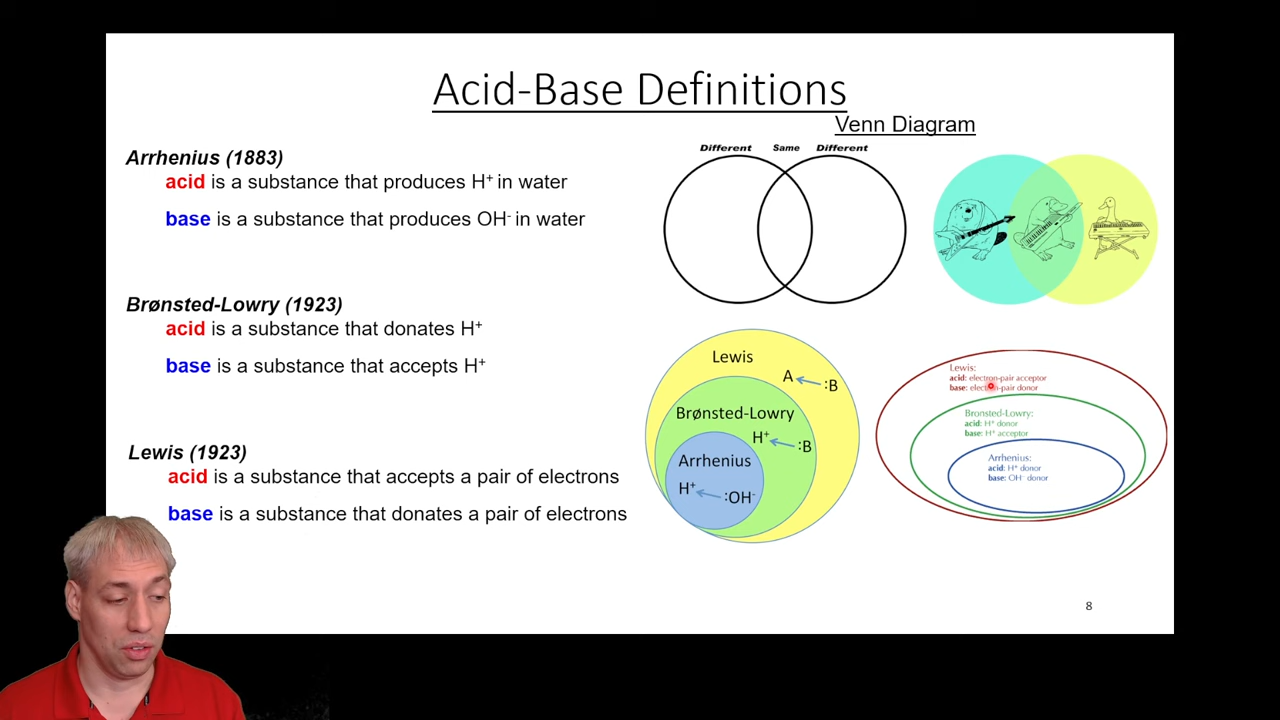 Acid-Base Definitions
Venn Diagram
Arrhenius (1883)
acid is a substance that produces H⁺ in water
base is a substance that produces OH⁻ in water
Brønsted-Lowry (1923)
acid is a substance that donates H⁺
base is a substance that accepts H⁺
Lewis (1923)
acid is a substance that accepts a pair of electrons
base is a substance that donates a pair of electrons
Different Same Different
Lewis
A :B
Brønsted-Lowry
H⁺ :B
Arrhenius
H⁺ :OH⁻
Lewis:
acid: electron-pair acceptor
base: electron-pair donor
Bronsted-Lowry:
acid: H⁺ donor
base: H⁺ acceptor
Arrhenius:
acid: H⁺ donor
base: OH⁻ donor
8